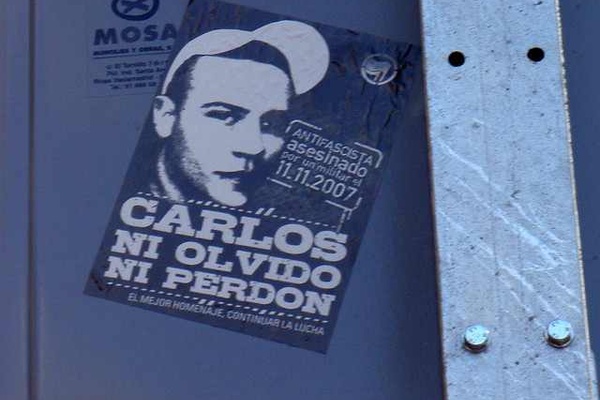 MOSA
ANTIFASCISTA
asesinado
por un militar el
11.11.2007
CARLOS
NI OLVIDO
NI PERDON
EL MEJOR HOMENAJE, CONTINUAR LA LUCHA